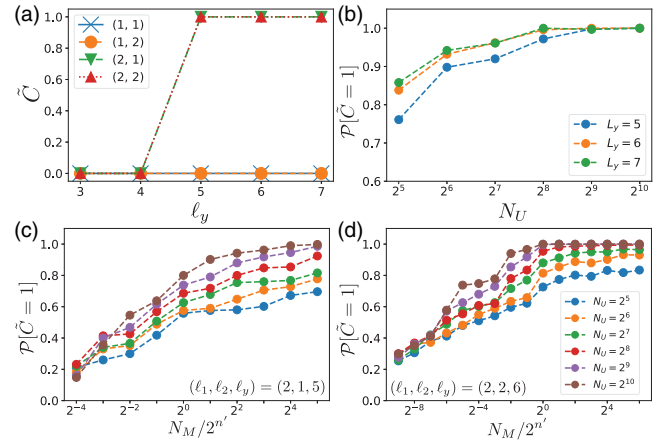 (a)
(1, 1)
(1, 2)
(2, 1)
(2, 2)
1.0
0.8
0.6
0.4
0.2
0.0
C̃
3 4 5 6 7
ℓ_y
(b)
1.0
0.9
0.8
0.7
0.6
P[C̃ = 1]
L_y = 5
L_y = 6
L_y = 7
2^5 2^6 2^7 2^8 2^9 2^10
N_U
(c)
1.0
0.8
0.6
0.4
0.2
0.0
P[C̃ = 1]
(ℓ_1, ℓ_2, ℓ_y) = (2, 1, 5)
2^−4 2^−2 2^0 2^2 2^4
N_M/2^n'
(d)
1.0
0.8
0.6
0.4
0.2
0.0
P[C̃ = 1]
N_U = 2^5
N_U = 2^6
N_U = 2^7
N_U = 2^8
N_U = 2^9
N_U = 2^10
(ℓ_1, ℓ_2, ℓ_y) = (2, 2, 6)
2^−8 2^−4 2^0 2^4
N_M/2^n'